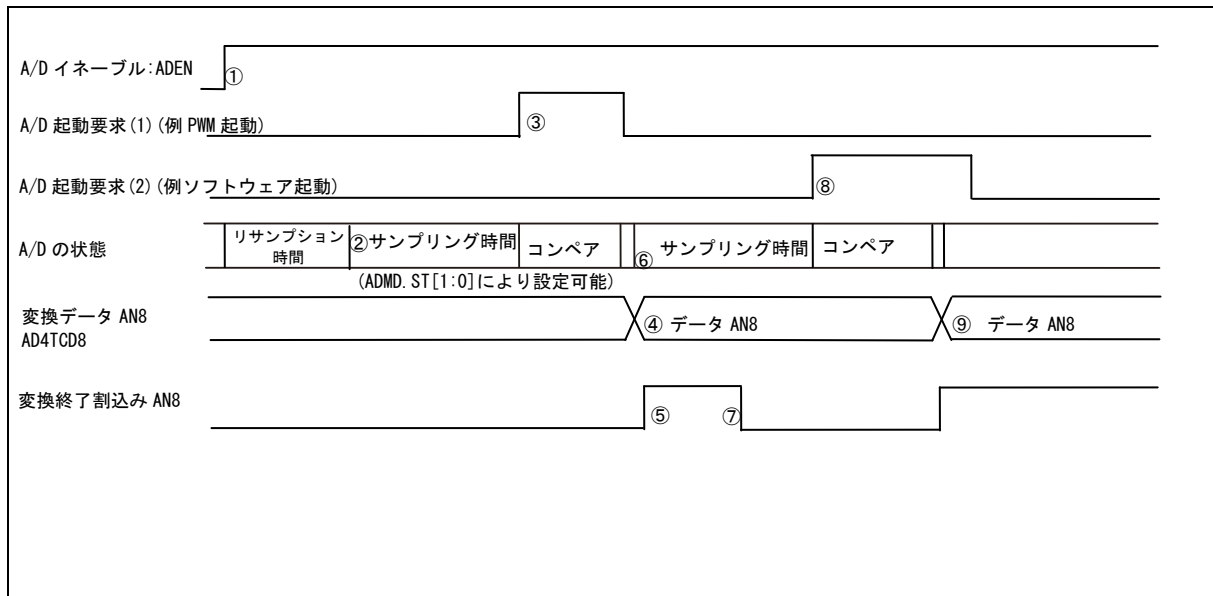 A/D イネーブル:ADEN ①
A/D 起動要求(1)(例 PWM 起動) ③
A/D 起動要求(2)(例ソフトウェア起動) ⑧
A/D の状態 リサンプション時間 ②サンプリング時間 コンペア ⑥ サンプリング時間 コンペア
(ADMD.ST[1:0]により設定可能)
変換データ AN8 ④ データ AN8 ⑨ データ AN8
AD4TCD8
変換終了割込み AN8 ⑤ ⑦